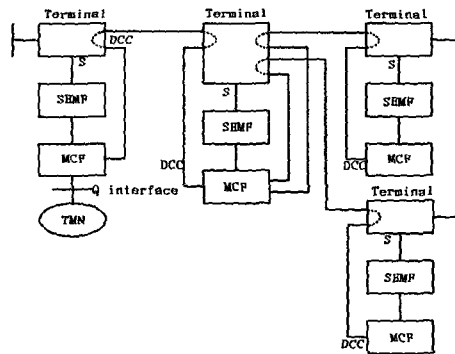 Terminal
DCC
S
SEMF
MCF
Q interface
TMN
Terminal
S
SEMF
DCC
MCF
Terminal
S
SEMF
DCC
MCF
Terminal
S
SEMF
DCC
MCF